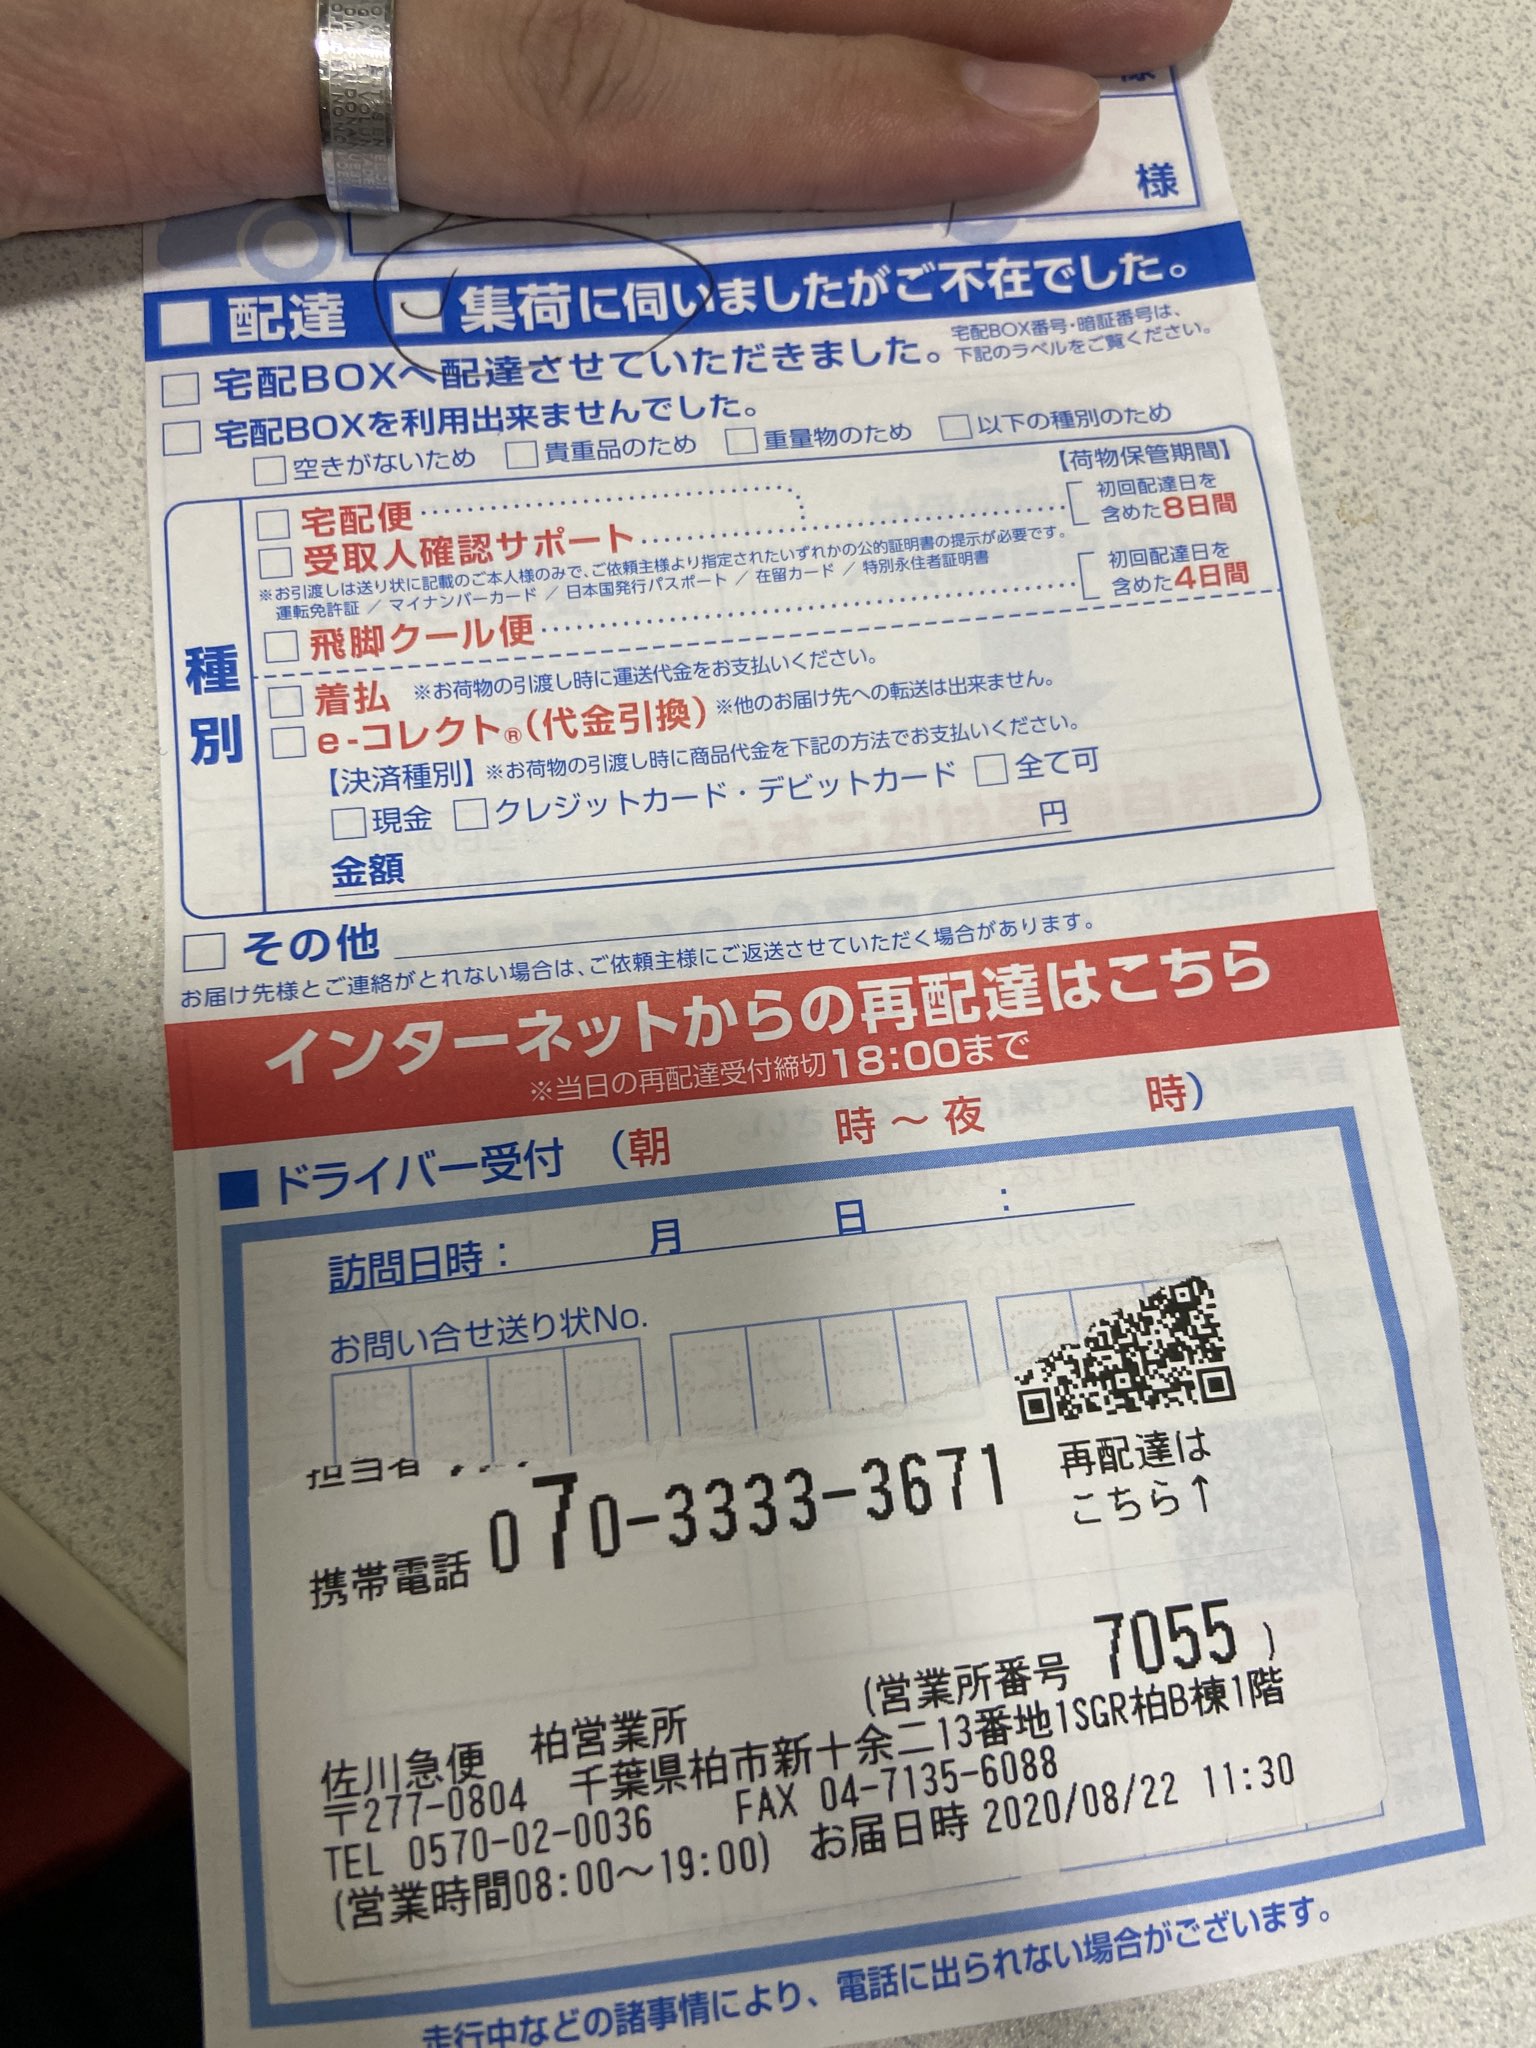 様
様
配達 集荷に伺いましたがご不在でした。
宅配BOXへ配達させていただきました。
宅配BOX番号・暗証番号は、
下記のラベルをご覧ください。
宅配BOXを利用出来ませんでした。
空きがないため 貴重品のため 重量物のため 以下の種別のため
種別
【荷物保管期間】
宅配便
受取人確認サポート
初回配達日を
含めた8日間
※お引渡しは送り状に記載のご本人様のみで、ご依頼主様より指定されたいずれかの公的証明書の提示が必要です。
運転免許証 / マイナンバーカード / 日本国発行パスポート / 在留カード / 特別永住者証明書
飛脚クール便
初回配達日を
含めた4日間
着払 ※お荷物の引渡し時に運送代金をお支払いください。
e-コレクト®(代金引換) ※他のお届け先への転送は出来ません。
【決済種別】※お荷物の引渡し時に商品代金を下記の方法でお支払いください。
現金 クレジットカード・デビットカード 全て可
金額 円
その他
お届け先様とご連絡がとれない場合は、ご依頼主様にご返送させていただく場合があります。
インターネットからの再配達はこちら
※当日の再配達受付締切18:00まで
■ドライバー受付 (朝 時～夜 時)
訪問日時: 月 日 :
お問い合せ送り状No.
担当者
携帯電話 070-3333-3671
再配達は
こちら↑
佐川急便 柏営業所 (営業所番号 7055 )
〒277-0804 千葉県柏市新十余二13番地1SGR柏B棟1階
TEL 0570-02-0036 FAX 04-7135-6088
(営業時間08:00～19:00) お届日時 2020/08/22 11:30
走行中などの諸事情により、電話に出られない場合がございます。